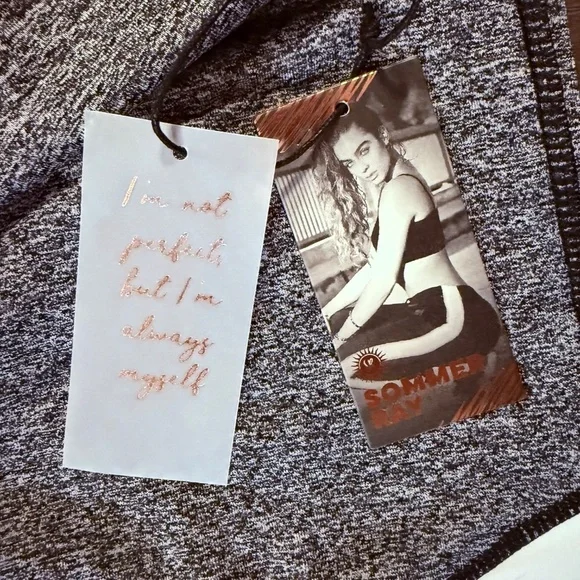 I'm not
perfect,
but I'm
always
myself
SOMMER
RAY